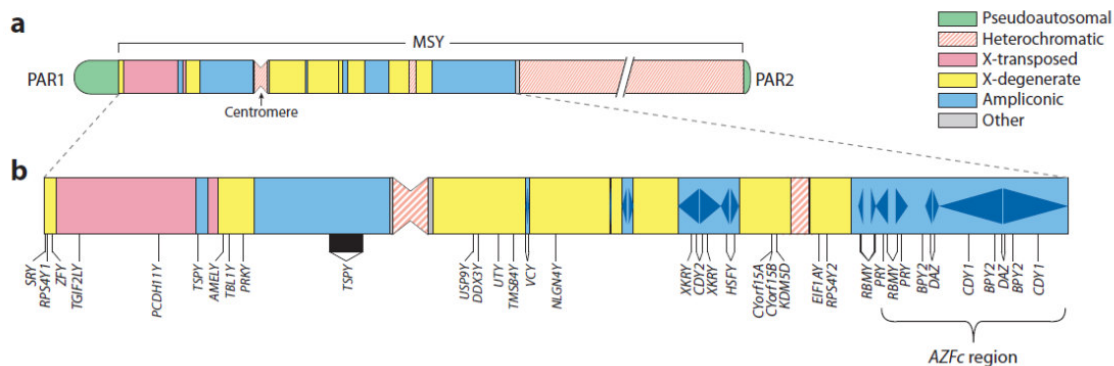 a
MSY
PAR1
PAR2
Centromere
Pseudoautosomal
Heterochromatic
X-transposed
X-degenerate
Ampliconic
Other
b
SRY
RPS4Y1
ZFY
TGIF2LY
PCDH11Y
TSPY
AMELY
TBL1Y
PRKY
TSPY
USP9Y
DDX3Y
UTY
TMSB4Y
VCY
NLGN4Y
XKRY
CDY2
XKRY
HSFY
CYorf15A
CYorf15B
KDM5D
EIF1AY
RPS4Y2
RBMY
PRY
RBMY
PRY
BPY2
DAZ
CDY1
BPY2
DAZ
BPY2
CDY1
AZFc region